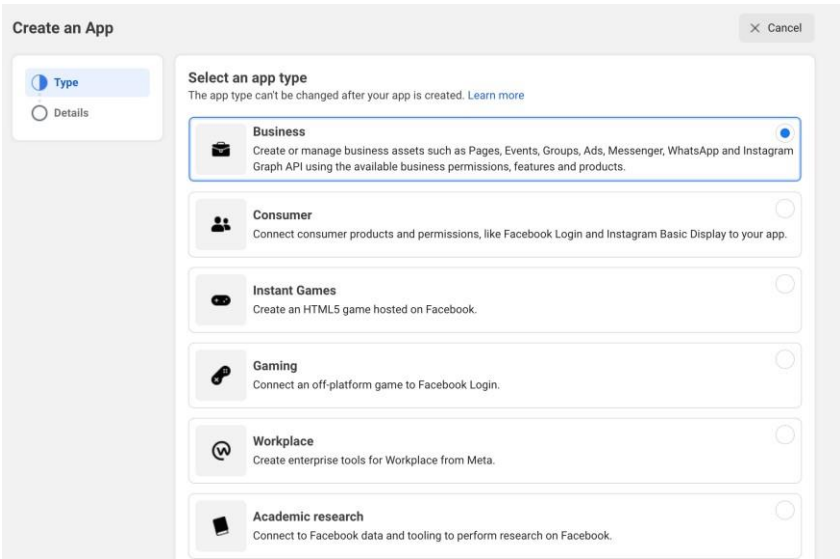 Create an App
Cancel
Type
Details
Select an app type
The app type can't be changed after your app is created. Learn more
Business
Create or manage business assets such as Pages, Events, Groups, Ads, Messenger, WhatsApp and Instagram
Graph API using the available business permissions, features and products.
Consumer
Connect consumer products and permissions, like Facebook Login and Instagram Basic Display to your app.
Instant Games
Create an HTML5 game hosted on Facebook.
Gaming
Connect an off-platform game to Facebook Login.
Workplace
Create enterprise tools for Workplace from Meta.
Academic research
Connect to Facebook data and tooling to perform research on Facebook.